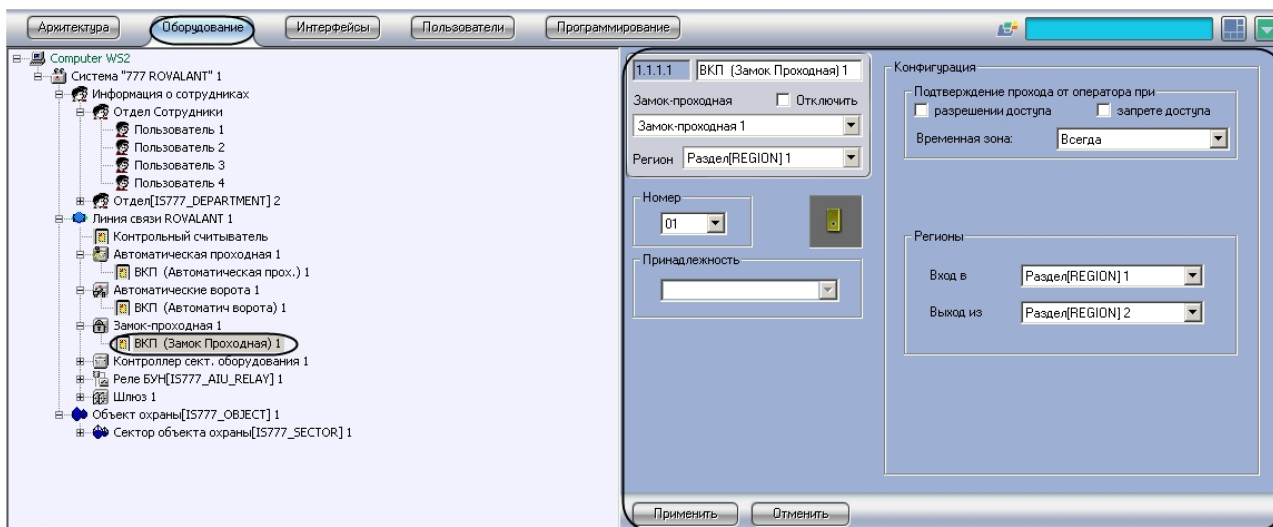 Архитектура Оборудование Интерфейсы Пользователи Программирование
Computer WS2
Система "777 ROVALANT" 1
Информация о сотрудниках
Отдел Сотрудники
Пользователь 1
Пользователь 2
Пользователь 3
Пользователь 4
Отдел[IS777_DEPARTMENT] 2
Линия связи ROVALANT 1
Контрольный считыватель
Автоматическая проходная 1
ВКП (Автоматическая прох.) 1
Автоматические ворота 1
ВКП (Автоматич ворота) 1
Замок-проходная 1
ВКП (Замок Проходная) 1
Контроллер сект. оборудования 1
Реле БУН[IS777_AIU_RELAY] 1
Шлюз 1
Объект охраны[IS777_OBJECT] 1
Сектор объекта охраны[IS777_SECTOR] 1
1.1.1.1 ВКП (Замок Проходная) 1
Замок-проходная Отключить
Замок-проходная 1
Регион Раздел[REGION] 1
Номер
01
Принадлежность
Конфигурация
Подтверждение прохода от оператора при
разрешении доступа запрете доступа
Временная зона: Всегда
Регионы
Вход в Раздел[REGION] 1
Выход из Раздел[REGION] 2
Применить Отменить